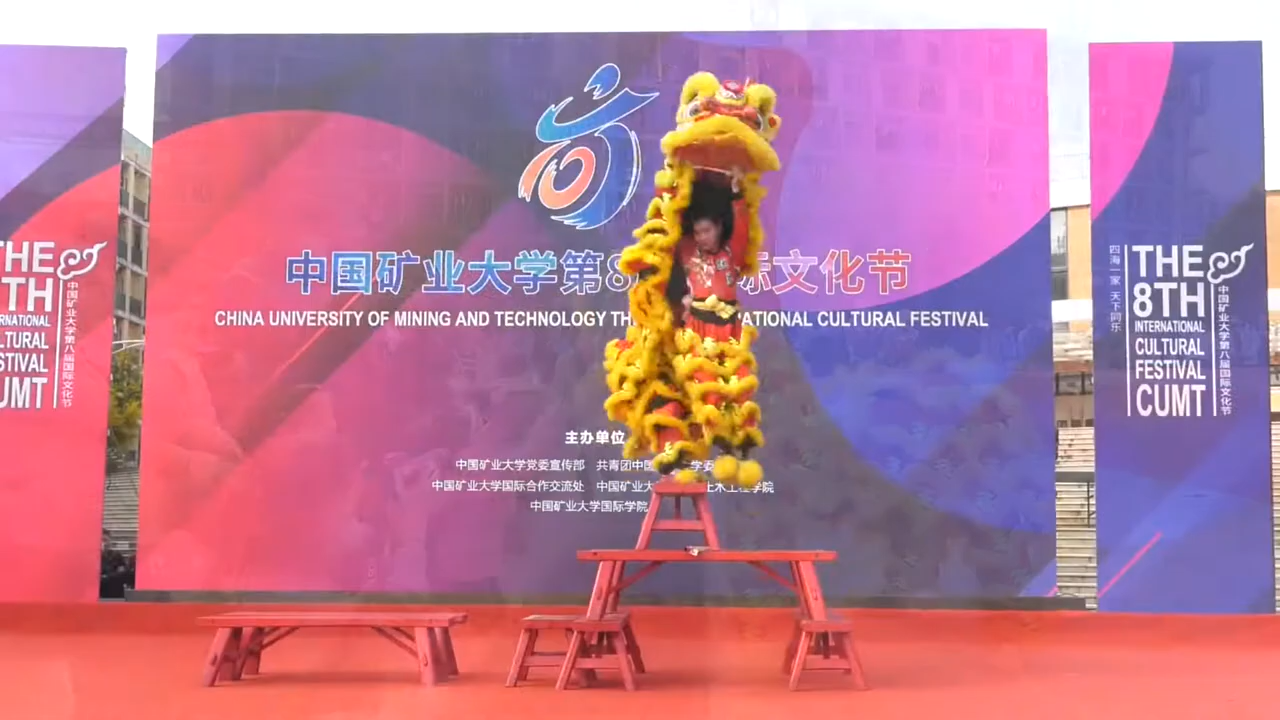 THE
8TH
INTERNATIONAL
CULTURAL
FESTIVAL
CUMT
四海一家 天下同乐
中国矿业大学第八届国际文化节
中国矿业大学第8 际文化节
CHINA UNIVERSITY OF MINING AND TECHNOLOGY TH NATIONAL CULTURAL FESTIVAL
主办单位
中国矿业大学党委宣传部 共青团中国 学委
中国矿业大学国际合作交流处 中国矿业大 土木工程学院
中国矿业大学国际学院
HE
TH
RNATIONAL
LTURAL
STIVAL
UMT
中国矿业大学第八届国际文化节